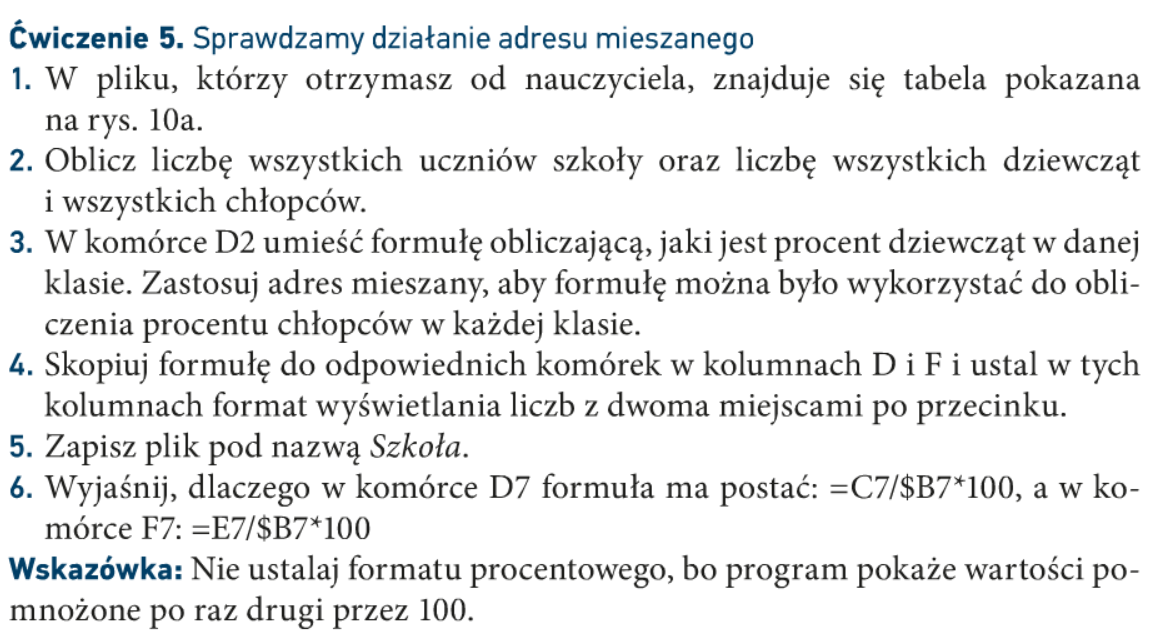 Ćwiczenie 5. Sprawdzamy działanie adresu mieszanego
1. W pliku, którzy otrzymasz od nauczyciela, znajduje się tabela pokazana
na rys. 10a.
2. Oblicz liczbę wszystkich uczniów szkoły oraz liczbę wszystkich dziewcząt
i wszystkich chłopców.
3. W komórce D2 umieść formułę obliczającą, jaki jest procent dziewcząt w danej
klasie. Zastosuj adres mieszany, aby formułę można było wykorzystać do obli-
czenia procentu chłopców w każdej klasie.
4. Skopiuj formułę do odpowiednich komórek w kolumnach D i F i ustal w tych
kolumnach format wyświetlania liczb z dwoma miejscami po przecinku.
5. Zapisz plik pod nazwą Szkoła.
6. Wyjaśnij, dlaczego w komórce D7 formuła ma postać: =C7/$B7*100, a w ko-
mórce F7: =E7/$B7*100
Wskazówka: Nie ustalaj formatu procentowego, bo program pokaże wartości po-
mnożone po raz drugi przez 100.